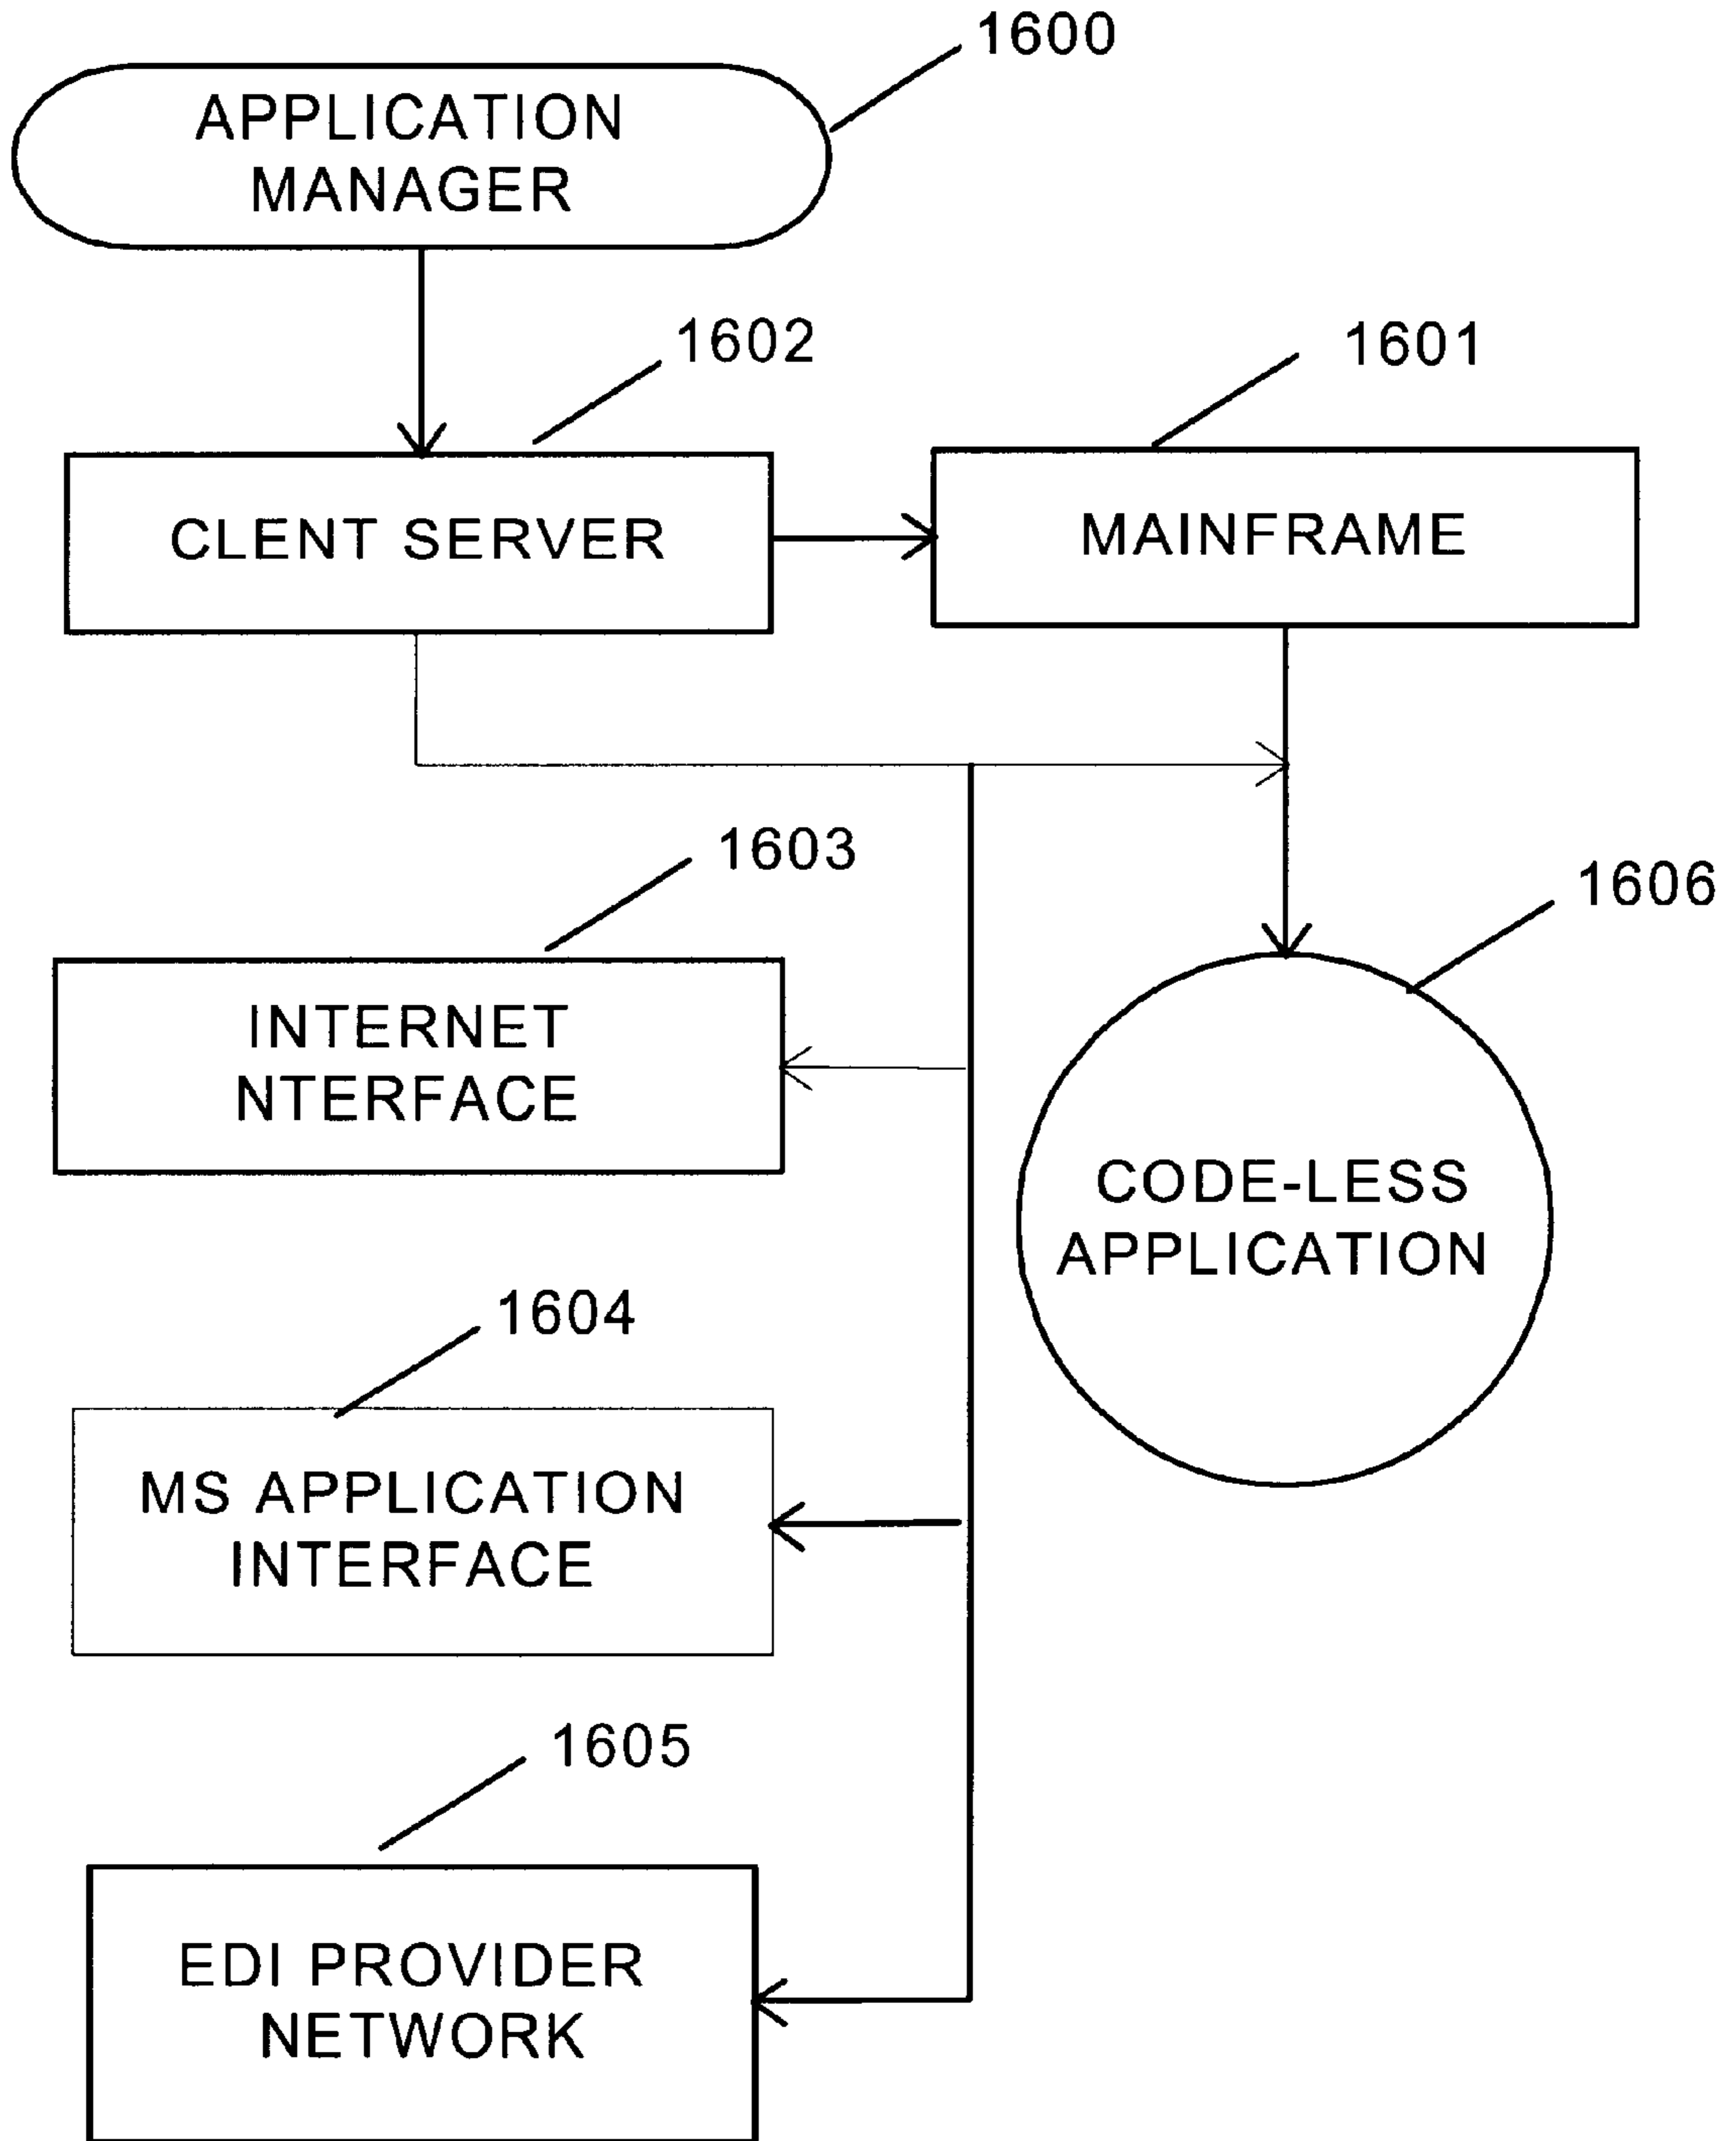 1600
APPLICATION
MANAGER
1602
1601
CLENT SERVER
MAINFRAME
1603
1606
INTERNET
NTERFACE
CODE-LESS
APPLICATION
1604
MS APPLICATION
INTERFACE
1605
EDI PROVIDER
NETWORK